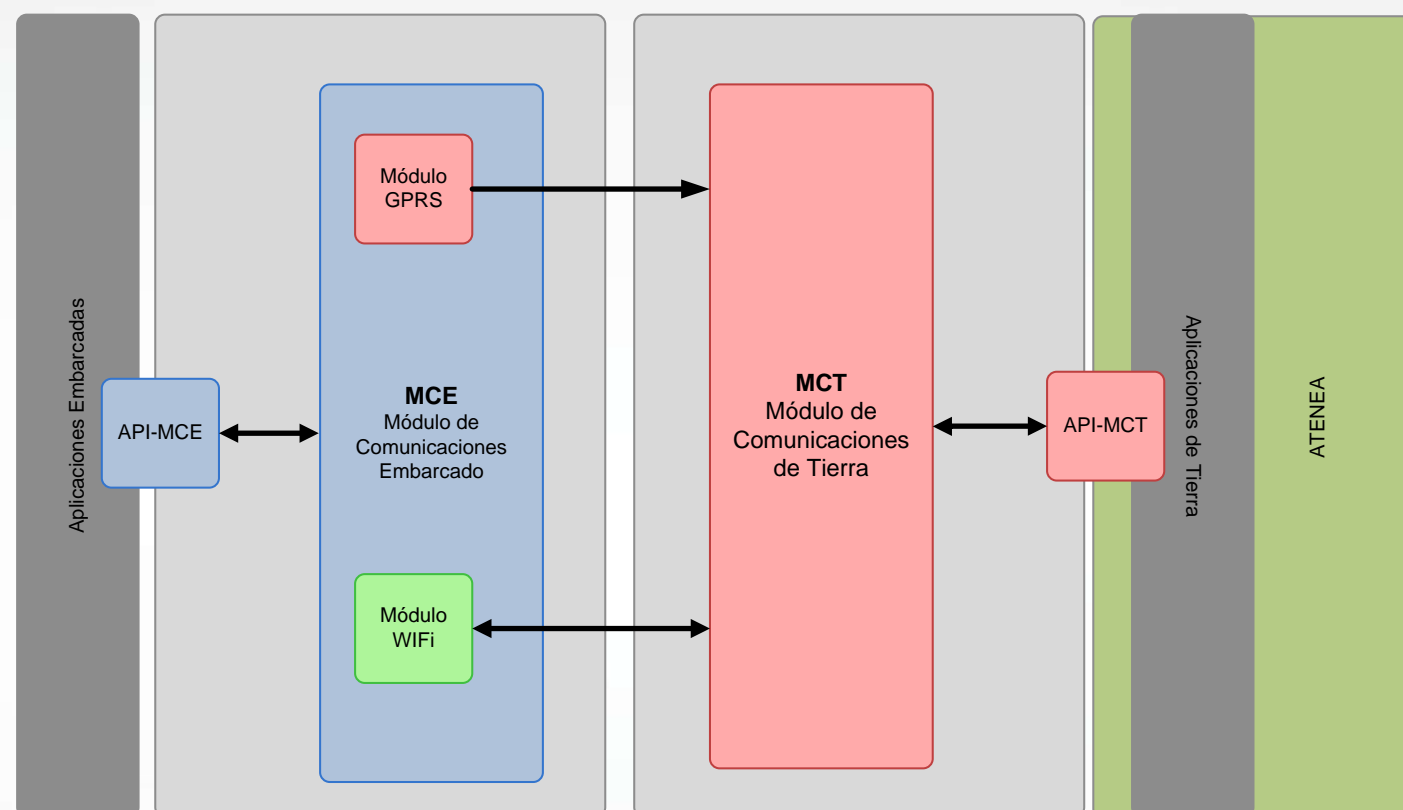 Aplicaciones Embarcadas
API-MCE
Módulo
GPRS
MCE
Módulo de
Comunicaciones
Embarcado
Módulo
WIFi
MCT
Módulo de
Comunicaciones
de Tierra
API-MCT
Aplicaciones de Tierra
ATENEA